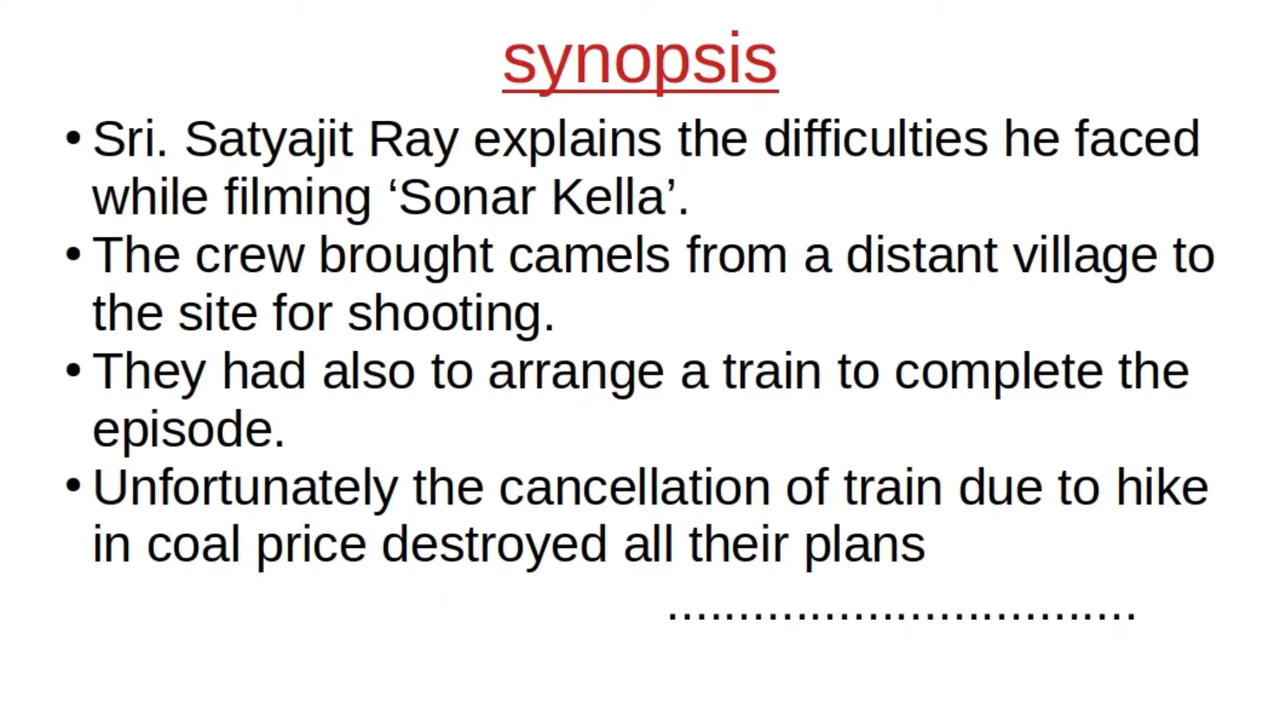 synopsis
• Sri. Satyajit Ray explains the difficulties he faced
while filming ‘Sonar Kella’.
• The crew brought camels from a distant village to
the site for shooting.
• They had also to arrange a train to complete the
episode.
• Unfortunately the cancellation of train due to hike
in coal price destroyed all their plans
.................................